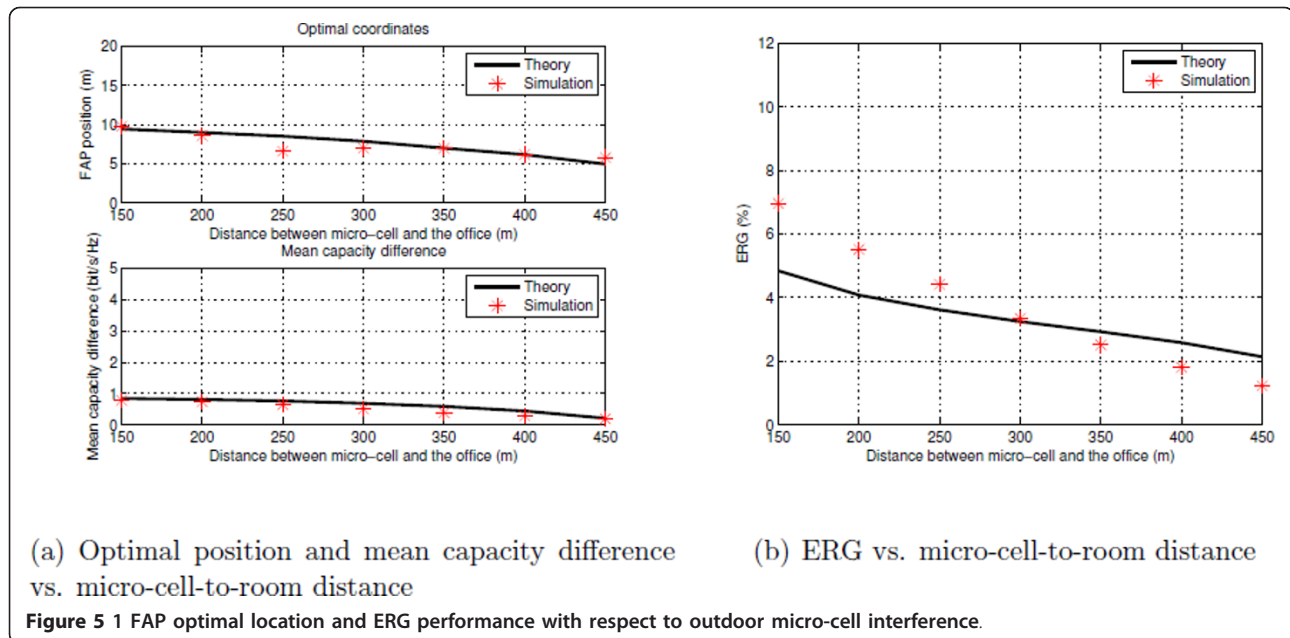 Optimal coordinates
20
15
10
5
0
FAP position (m)
Theory
Simulation
150 200 250 300 350 400 450
Distance between micro-cell and the office (m)
Mean capacity difference
5
4
3
2
1
0
Mean capacity difference (bit/s/Hz)
Theory
Simulation
150 200 250 300 350 400 450
Distance between micro-cell and the office (m)
(a) Optimal position and mean capacity difference
vs. micro-cell-to-room distance
12
10
8
6
4
2
0
ERG (%)
Theory
Simulation
150 200 250 300 350 400 450
Distance between micro-cell and the office (m)
(b) ERG vs. micro-cell-to-room distance
Figure 5 1 FAP optimal location and ERG performance with respect to outdoor micro-cell interference.